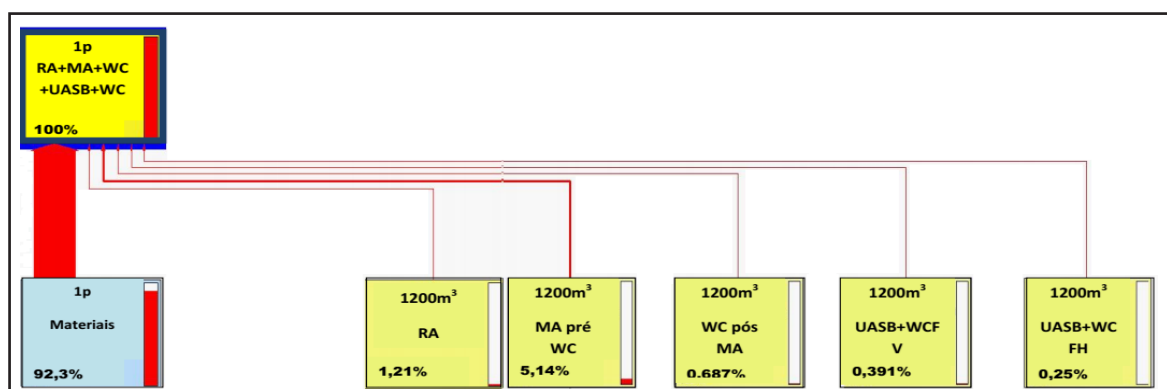 1p
RA+MA+WC
+UASB+WC
100%
1p
Materiais
92,3%
1200m³
RA
1,21%
1200m³
MA pré
WC
5,14%
1200m³
WC pós
MA
0,687%
1200m³
UASB+WCF
V
0,391%
1200m³
UASB+WC
FH
0,25%